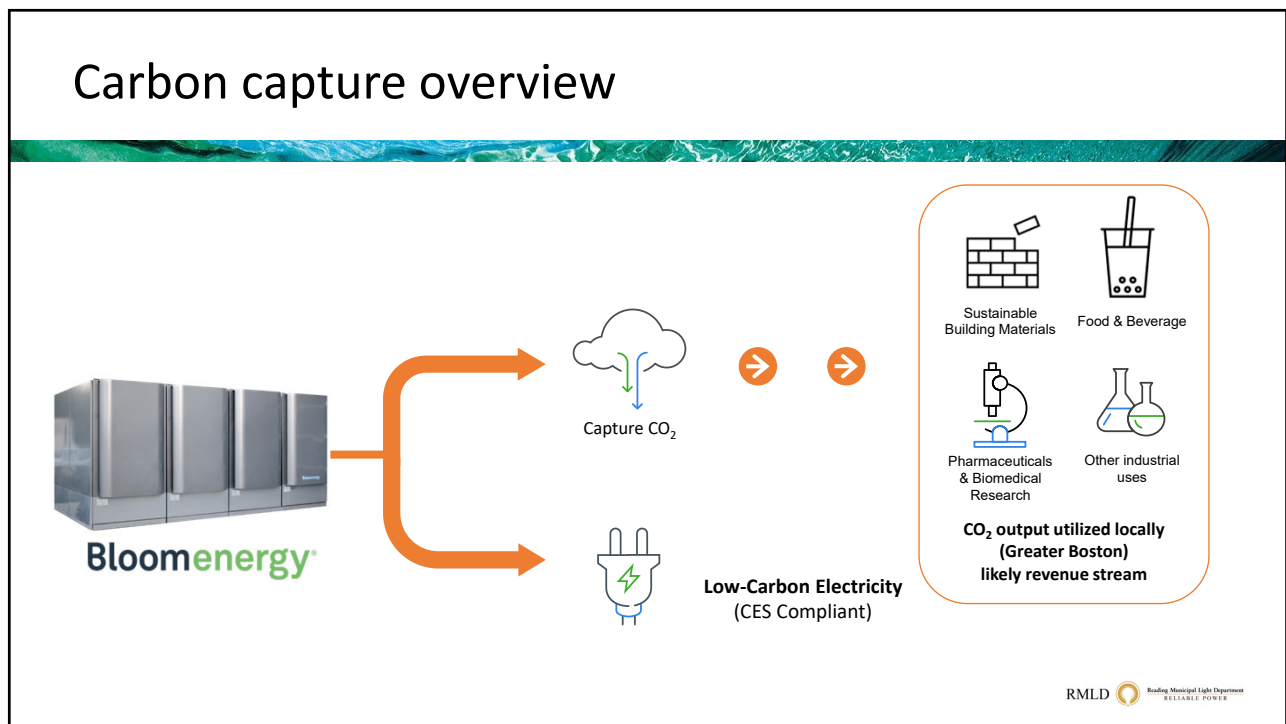 Carbon capture overview
Sustainable
Building Materials
Food & Beverage
Capture CO₂
Pharmaceuticals
& Biomedical
Research
Other industrial
uses
CO₂ output utilized locally
(Greater Boston)
likely revenue stream
Bloomenergy®
Low-Carbon Electricity
(CES Compliant)
RMLD
Reading Municipal Light Department
RELIABLE POWER